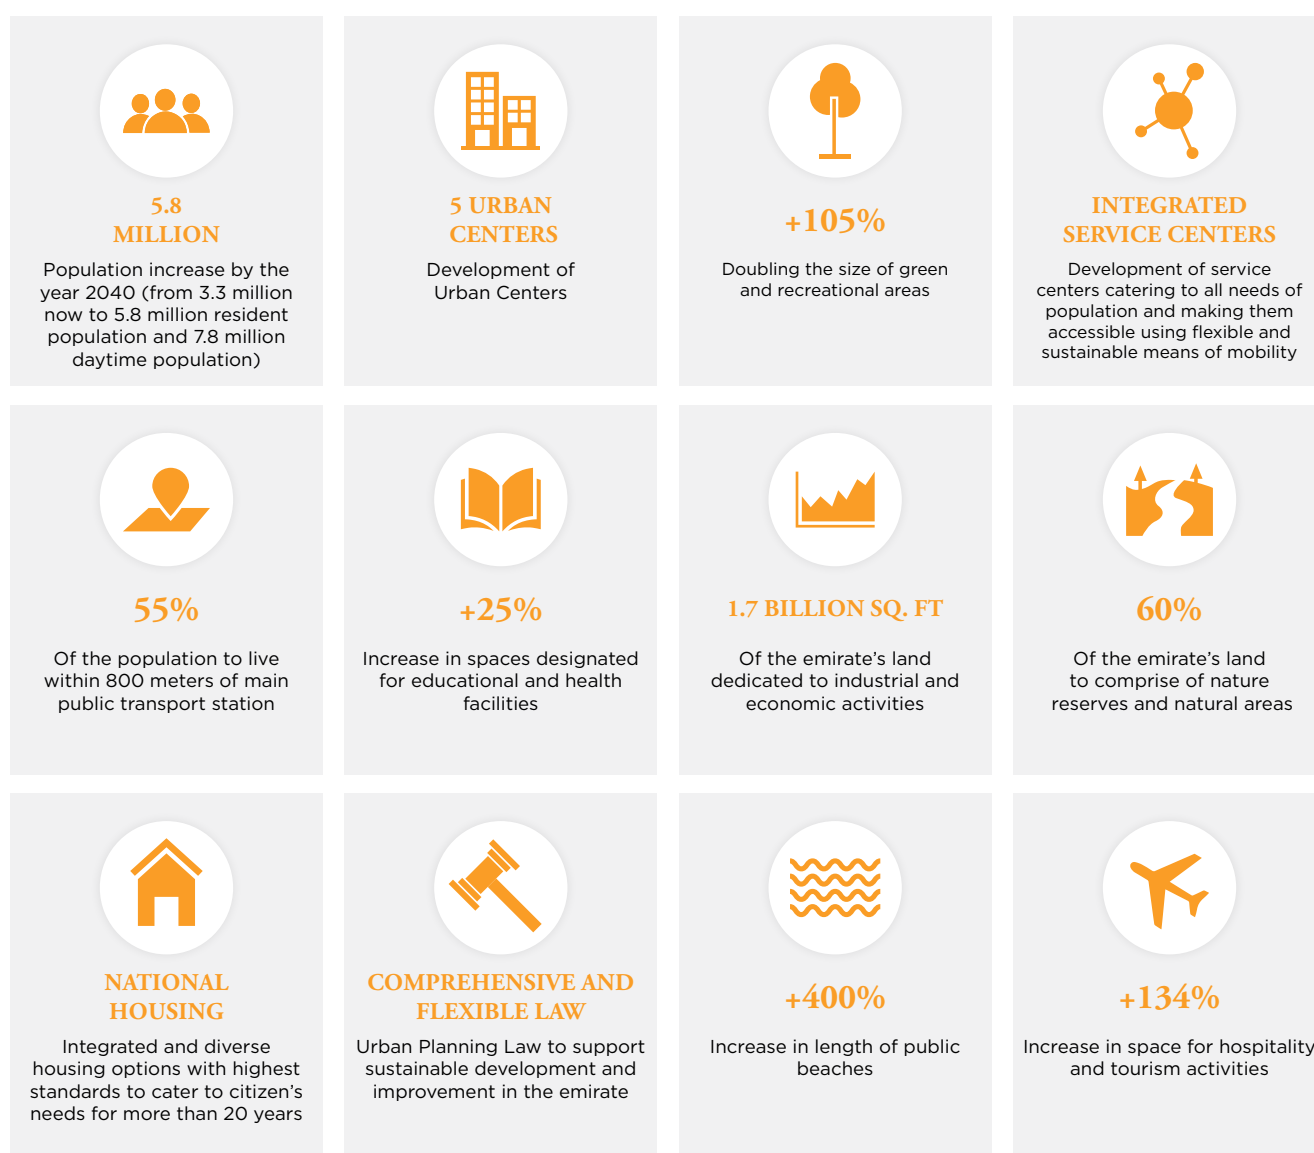 5.8
MILLION
Population increase by the
year 2040 (from 3.3 million
now to 5.8 million resident
population and 7.8 million
daytime population)
5 URBAN
CENTERS
Development of
Urban Centers
+105%
Doubling the size of green
and recreational areas
INTEGRATED
SERVICE CENTERS
Development of service
centers catering to all needs of
population and making them
accessible using flexible and
sustainable means of mobility
55%
Of the population to live
within 800 meters of main
public transport station
+25%
Increase in spaces designated
for educational and health
facilities
1.7 BILLION SQ. FT
Of the emirate's land
dedicated to industrial and
economic activities
60%
Of the emirate's land
to comprise of nature
reserves and natural areas
NATIONAL
HOUSING
Integrated and diverse
housing options with highest
standards to cater to citizen's
needs for more than 20 years
COMPREHENSIVE AND
FLEXIBLE LAW
Urban Planning Law to support
sustainable development and
improvement in the emirate
+400%
Increase in length of public
beaches
+134%
Increase in space for hospitality
and tourism activities